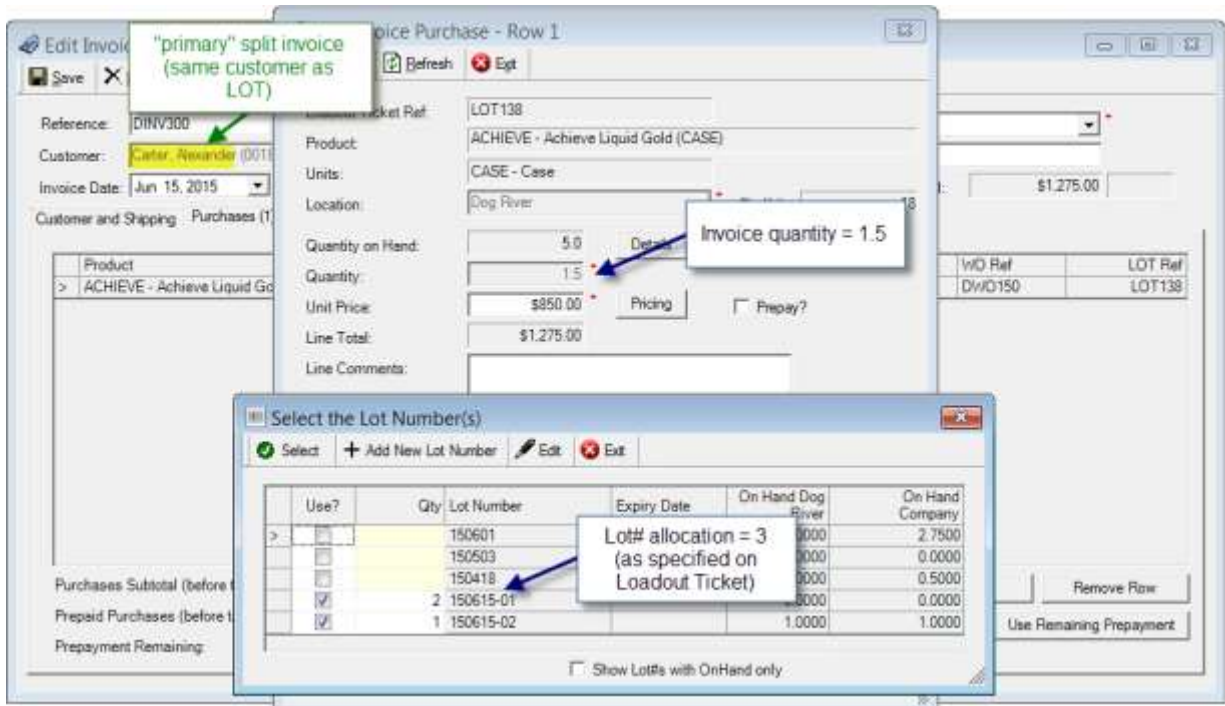 Edit Invoi
Save
"primary" split invoice
(same customer as
LOT)
oice Purchase - Row 1
Refresh
Exit
Reference:
DINV300
Customer:
Carter, Alexander (001
Invoice Date:
Jun 15, 2015
Customer and Shipping
Purchases (1)
LOT138
Product:
ACHIEVE - Achieve Liquid Gold (CASE)
Units:
CASE - Case
Location:
Dog River
Quantity on Hand:
5.0
Quantity:
1.5
Invoice quantity = 1.5
Unit Price:
$850.00
Pricing
Prepay?
Line Total:
$1,275.00
Line Comments:
$1,275.00
Product
WO Ref
LOT Ref
> ACHIEVE - Achieve Liquid Go
DWO150
LOT138
Select the Lot Number(s)
Select
Add New Lot Number
Edit
Exit
Use?
Qty
Lot Number
Expiry Date
On Hand Dog
River
On Hand
Company
> 150601
0000
2.7500
150503
0000
0.0000
150418
0000
0.5000
2
150615-01
0.0000
1
150615-02
1.0000
1.0000
Lot# allocation = 3
(as specified on
Loadout Ticket)
Show Lot#s with OnHand only
Purchases Subtotal (before t
Prepaid Purchases (before t
Prepayment Remaining:
Remove Row
Use Remaining Prepayment